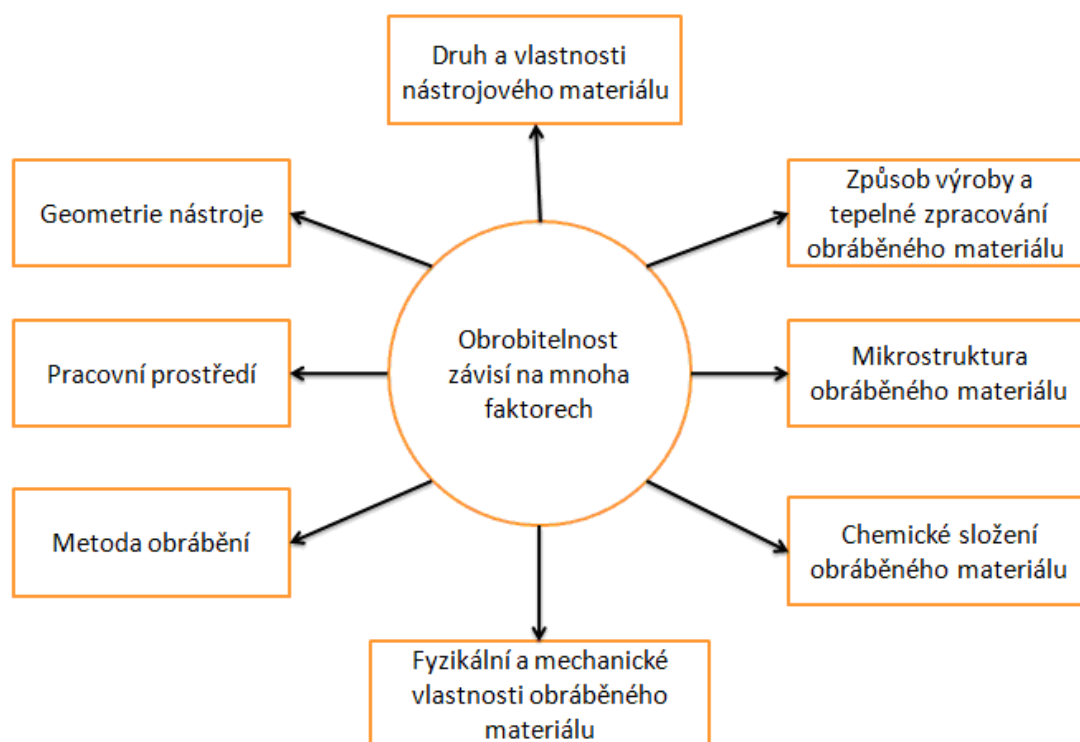 Druh a vlastnosti
nástrojového materiálu
Geometrie nástroje
Způsob výroby a
tepelné zpracování
obráběného materiálu
Obrobitelnost
závisí na mnoha
faktorech
Pracovní prostředí
Mikrostruktura
obráběného materiálu
Metoda obrábění
Chemické složení
obráběného materiálu
Fyzikální a mechanické
vlastnosti obráběného
materiálu